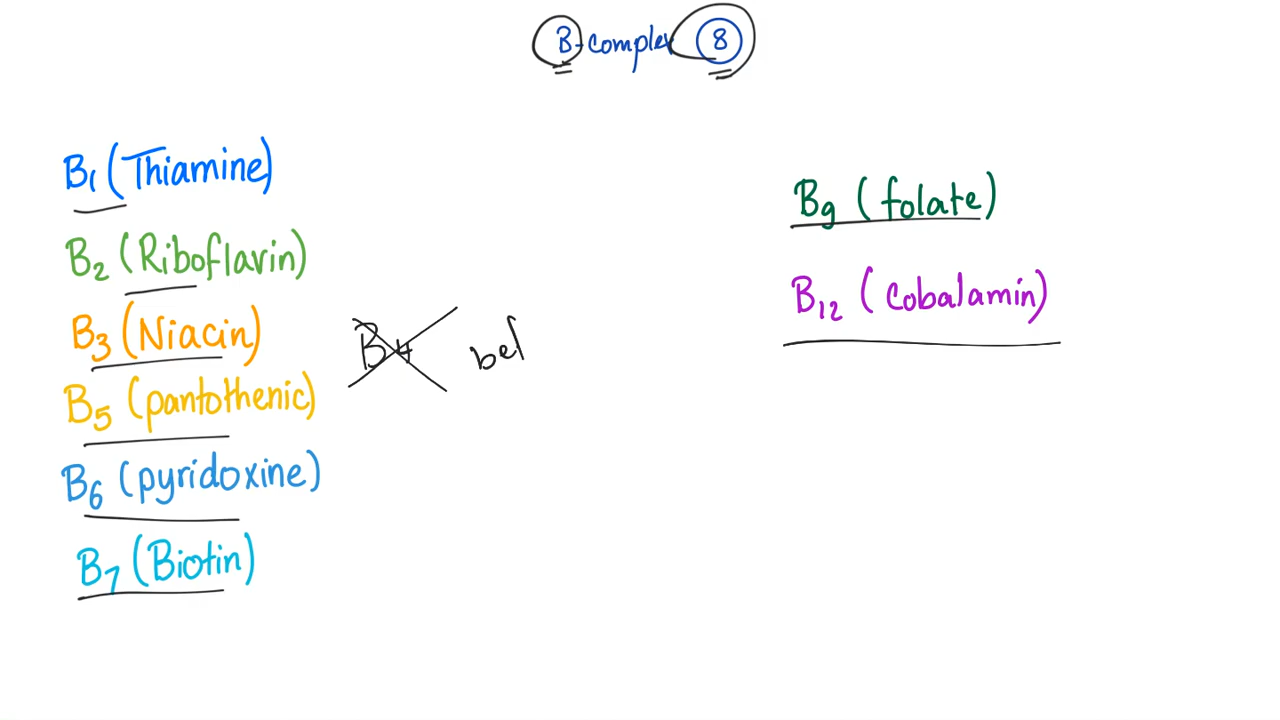 B-complex 8
B1 (Thiamine)
B2 (Riboflavin)
B3 (Niacin)
B4 bel
B5 (pantothenic)
B6 (pyridoxine)
B7 (Biotin)
B9 (folate)
B12 (cobalamin)